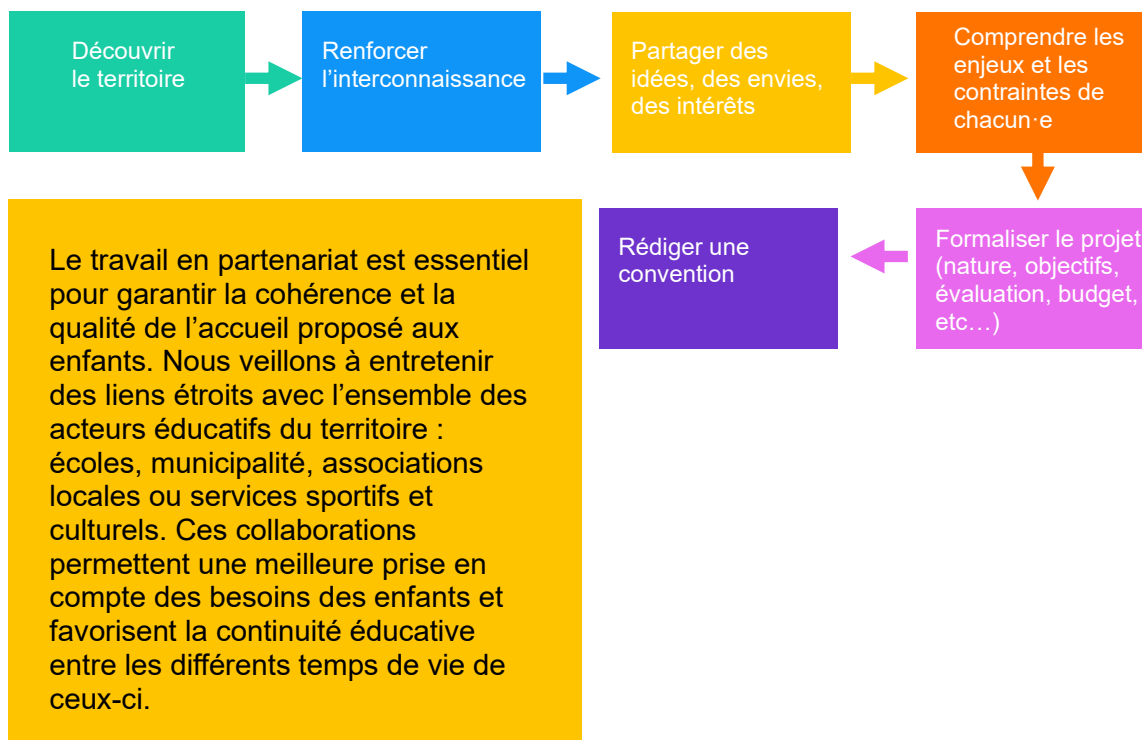 Découvrir
le territoire
Renforcer
l’interconnaissance
Partager des
idées, des envies,
des intérêts
Comprendre les
enjeux et les
contraintes de
chacun·e
Formaliser le projet
(nature, objectifs,
évaluation, budget,
etc…)
Rédiger une
convention
Le travail en partenariat est essentiel
pour garantir la cohérence et la
qualité de l’accueil proposé aux
enfants. Nous veillons à entretenir
des liens étroits avec l’ensemble des
acteurs éducatifs du territoire :
écoles, municipalité, associations
locales ou services sportifs et
culturels. Ces collaborations
permettent une meilleure prise en
compte des besoins des enfants et
favorisent la continuité éducative
entre les différents temps de vie de
ceux-ci.